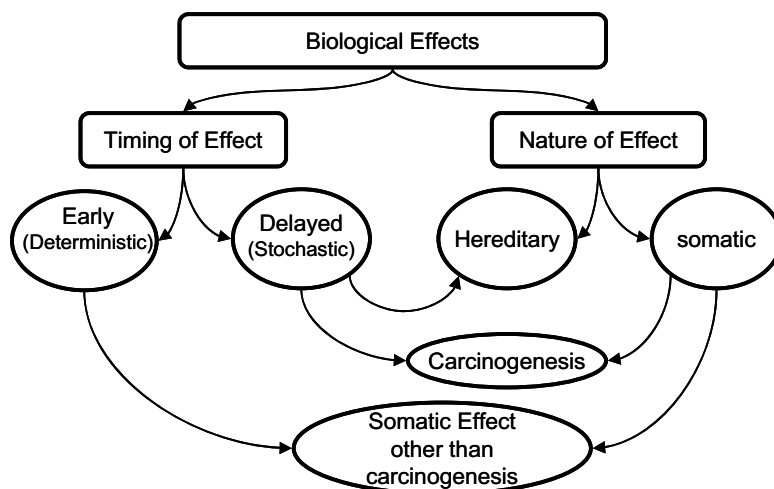 Biological Effects
Timing of Effect
Nature of Effect
Early
(Deterministic)
Delayed
(Stochastic)
Hereditary
somatic
Carcinogenesis
Somatic Effect
other than
carcinogenesis